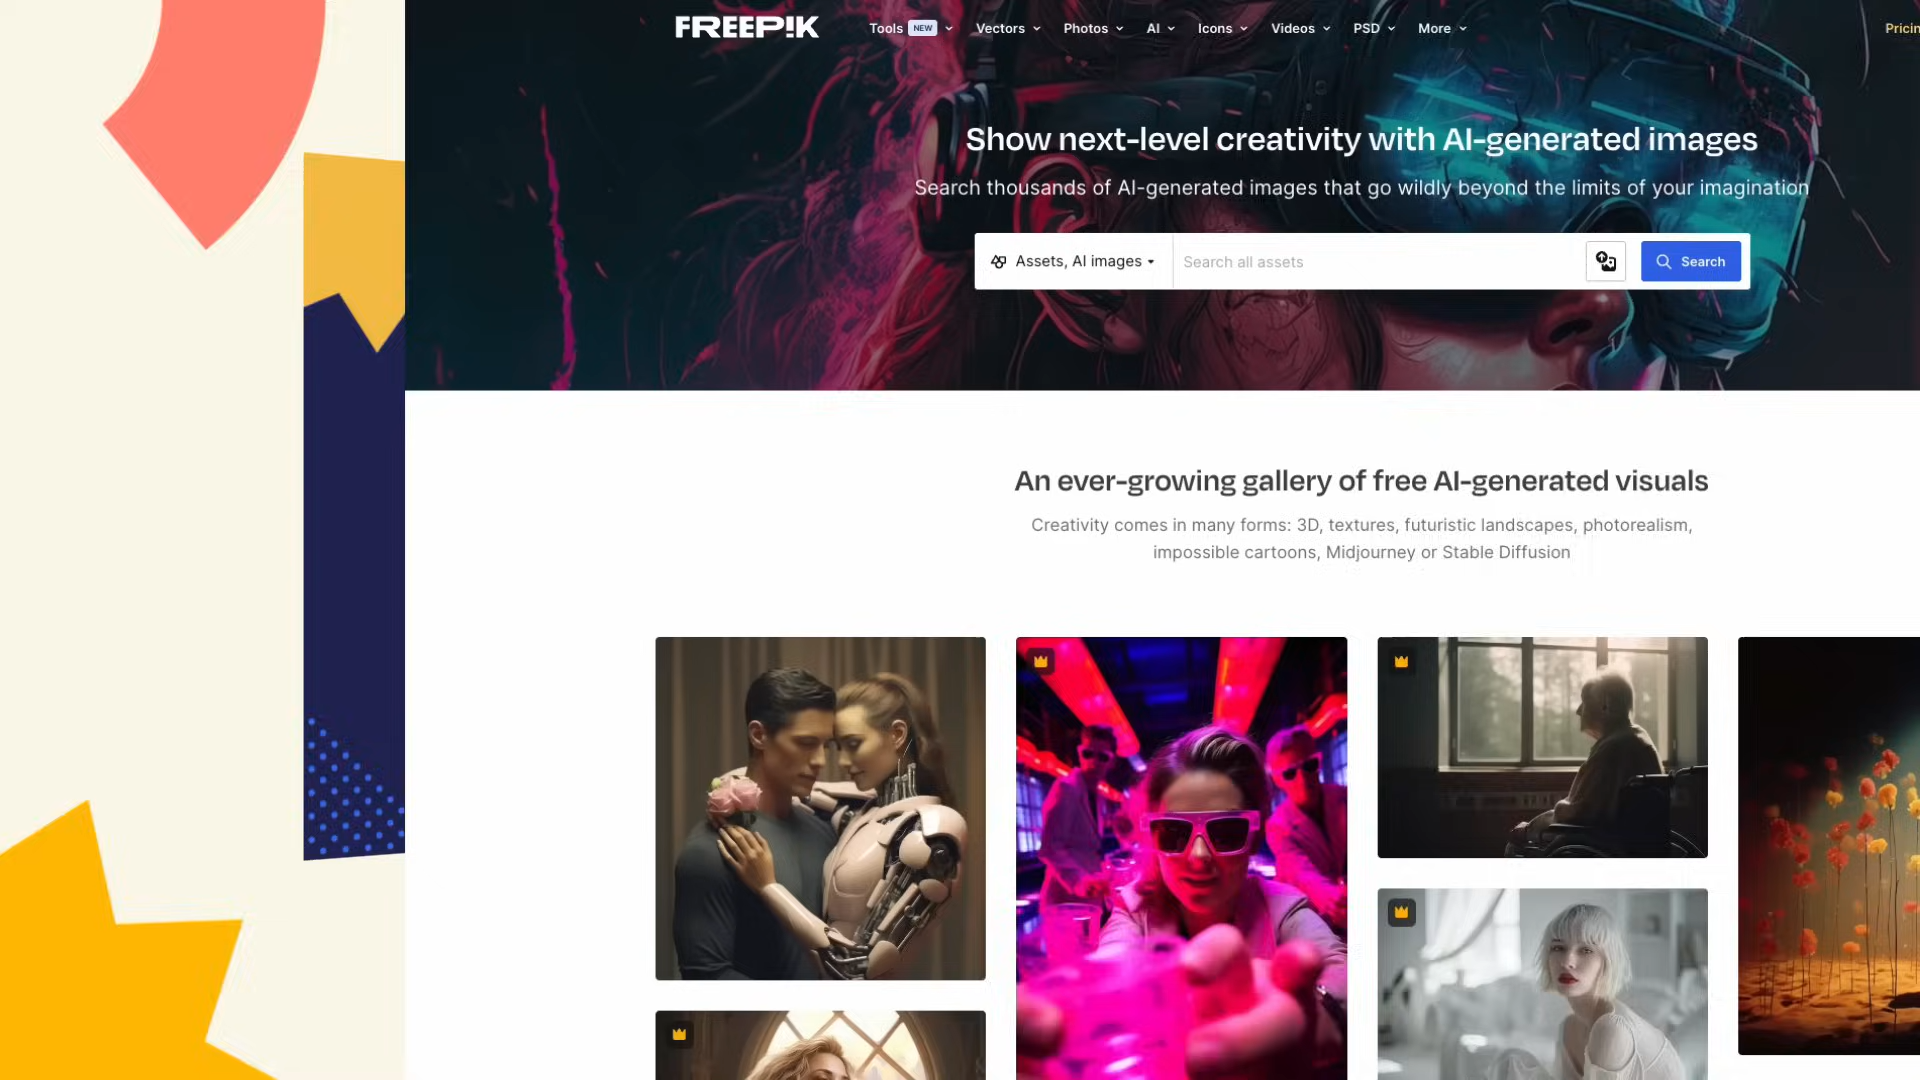 FREEP!K
Tools NEW Vectors Photos AI Icons Videos PSD More
Show next-level creativity with AI-generated images
Search thousands of AI-generated images that go wildly beyond the limits of your imagination
Assets, AI images Search all assets Search
An ever-growing gallery of free AI-generated visuals
Creativity comes in many forms: 3D, textures, futuristic landscapes, photorealism,
impossible cartoons, Midjourney or Stable Diffusion